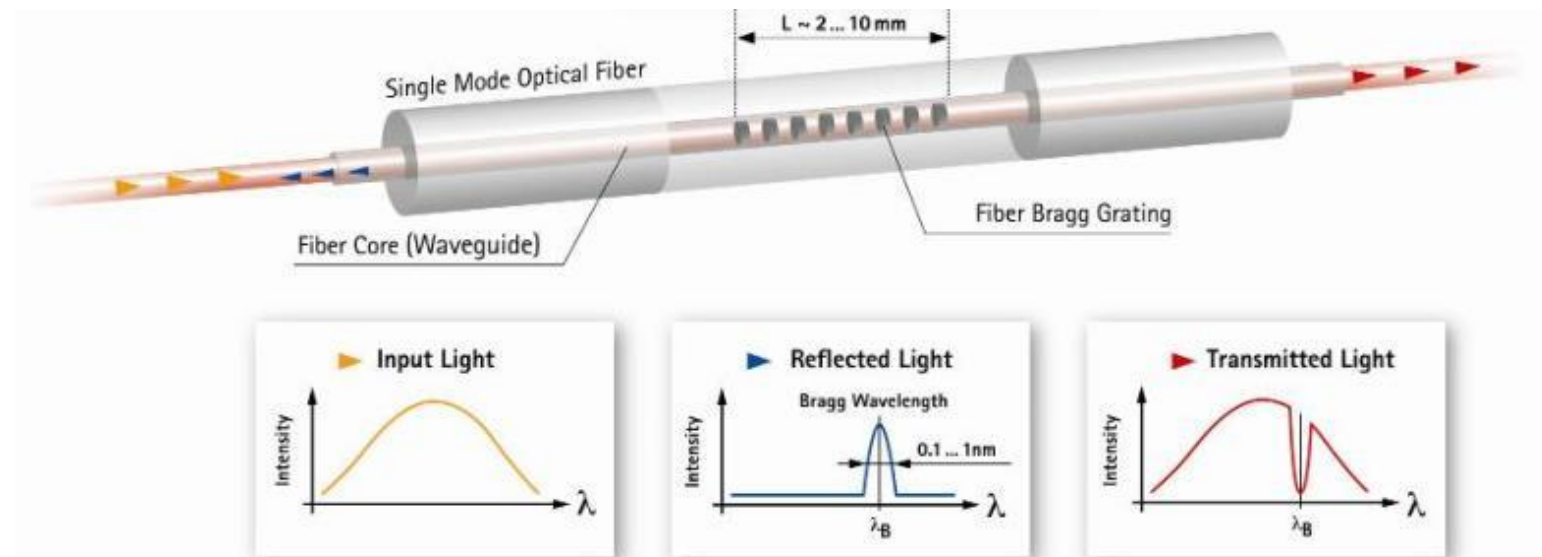 L ~ 2 ... 10 mm
Single Mode Optical Fiber
Fiber Core (Waveguide)
Fiber Bragg Grating
Input Light
Intensity
λ
Reflected Light
Bragg Wavelength
0.1 ... 1nm
Intensity
λ
λB
Transmitted Light
Intensity
λ
λB